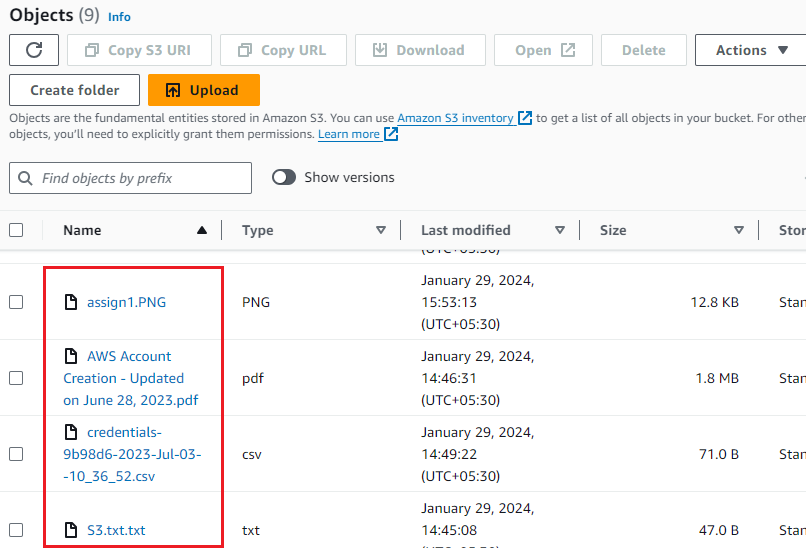 Objects (9) Info
Copy S3 URI Copy URL Download Open Delete Actions
Create folder Upload
Objects are the fundamental entities stored in Amazon S3. You can use Amazon S3 inventory to get a list of all objects in your bucket. For other
objects, you'll need to explicitly grant them permissions. Learn more
Find objects by prefix Show versions
Name Type Last modified Size Stor
(UTC+05:30)
January 29, 2024,
assign1.PNG PNG 15:53:13 12.8 KB Stan
(UTC+05:30)
AWS Account January 29, 2024,
Creation - Updated pdf 14:46:31 1.8 MB Stan
on June 28, 2023.pdf (UTC+05:30)
credentials- January 29, 2024,
9b98d6-2023-Jul-03- csv 14:49:22 71.0 B Stan
-10_36_52.csv (UTC+05:30)
January 29, 2024,
S3.txt.txt txt 14:45:08 47.0 B Stan